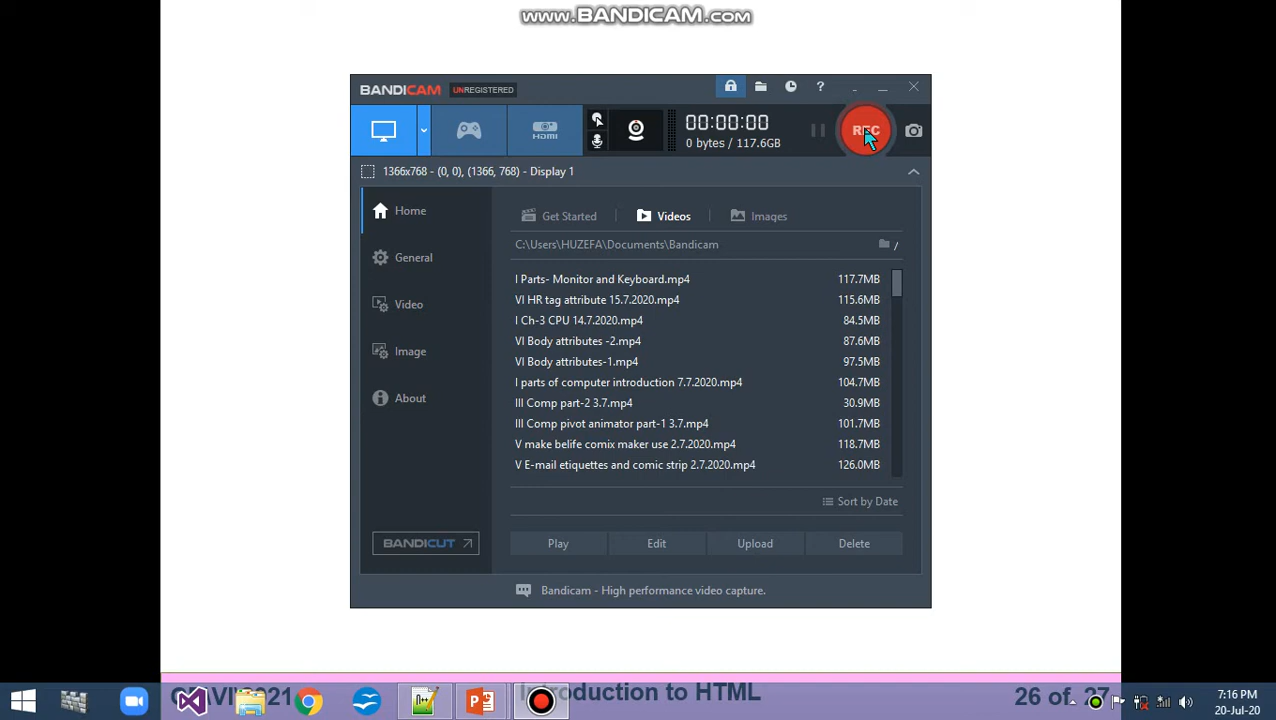 www.BANDICAM.com
BANDICAM UNREGISTERED
?
HDMI
00:00:00
REC
0 bytes / 117.6GB
1366x768 - (0, 0), (1366, 768) - Display 1
Home
General
Video
Image
About
BANDICUT
Get Started
Videos
Images
C:\Users\HUZEFA\Documents\Bandicam
/
I Parts- Monitor and Keyboard.mp4 117.7MB
VI HR tag attribute 15.7.2020.mp4 115.6MB
I Ch-3 CPU 14.7.2020.mp4 84.5MB
VI Body attributes -2.mp4 87.6MB
VI Body attributes-1.mp4 97.5MB
I parts of computer introduction 7.7.2020.mp4 104.7MB
III Comp part-2 3.7.mp4 30.9MB
III Comp pivot animator part-1 3.7.mp4 101.7MB
V make belife comix maker use 2.7.2020.mp4 118.7MB
V E-mail etiquettes and comic strip 2.7.2020.mp4 126.0MB
Sort by Date
Play Edit Upload Delete
Bandicam - High performance video capture.
to HTML
26 of 27
7:16 PM
20-Jul-20